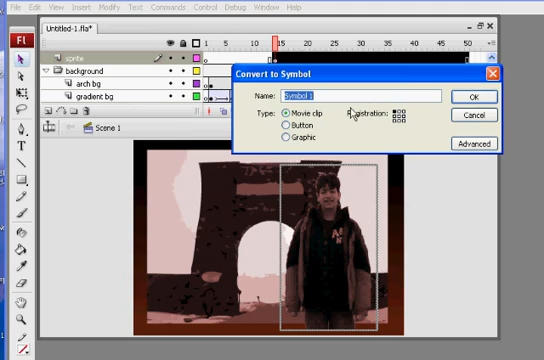 File Edit View Insert Modify Text Commands Control Debug Window Help
Untitled-1.fla*
Fl
1 5 10 15 20 25 30 35 40 45 50
sprite
background
arch bg
gradient bg
Scene 1
Convert to Symbol
Name: Symbol 1
OK
Type: Movie clip Registration:
Cancel
Button
Graphic
Advanced